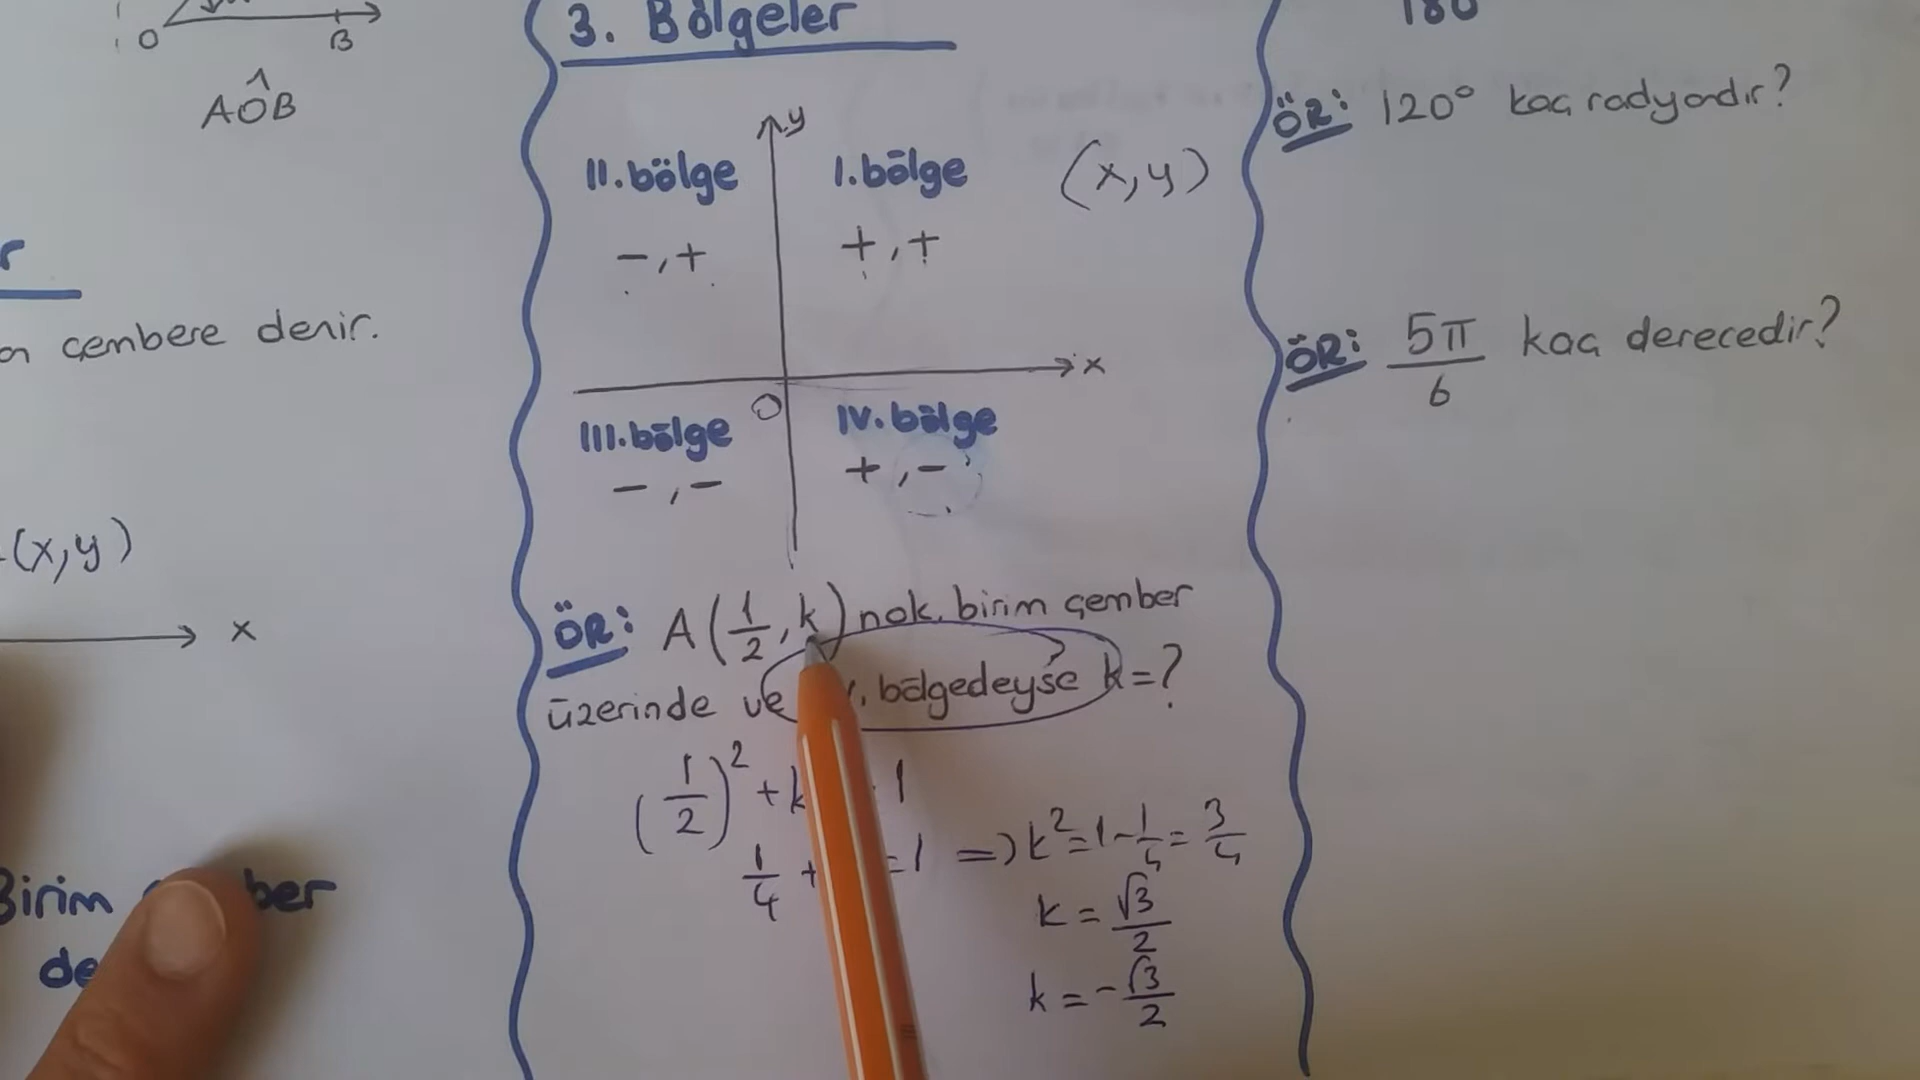 O B
AÔB
r
n çembere denir.
(x,y)
x
Birim
de
3. Bölgeler
y
II.bölge I.bölge (x,y)
-,+ +,+
x
O
III.bölge IV.bölge
-,- +,-
ÖR: A(1/2,k) nok. birim çember
üzerinde ve bölgedeyse k=?
(1/2)² +k 1
1/4 + =1 => k²=1-1/4=3/4
k=√3/2
k=-√3/2
180
ÖR: 120° kaç radyandır?
ÖR: 5π/6 kaç derecedir?